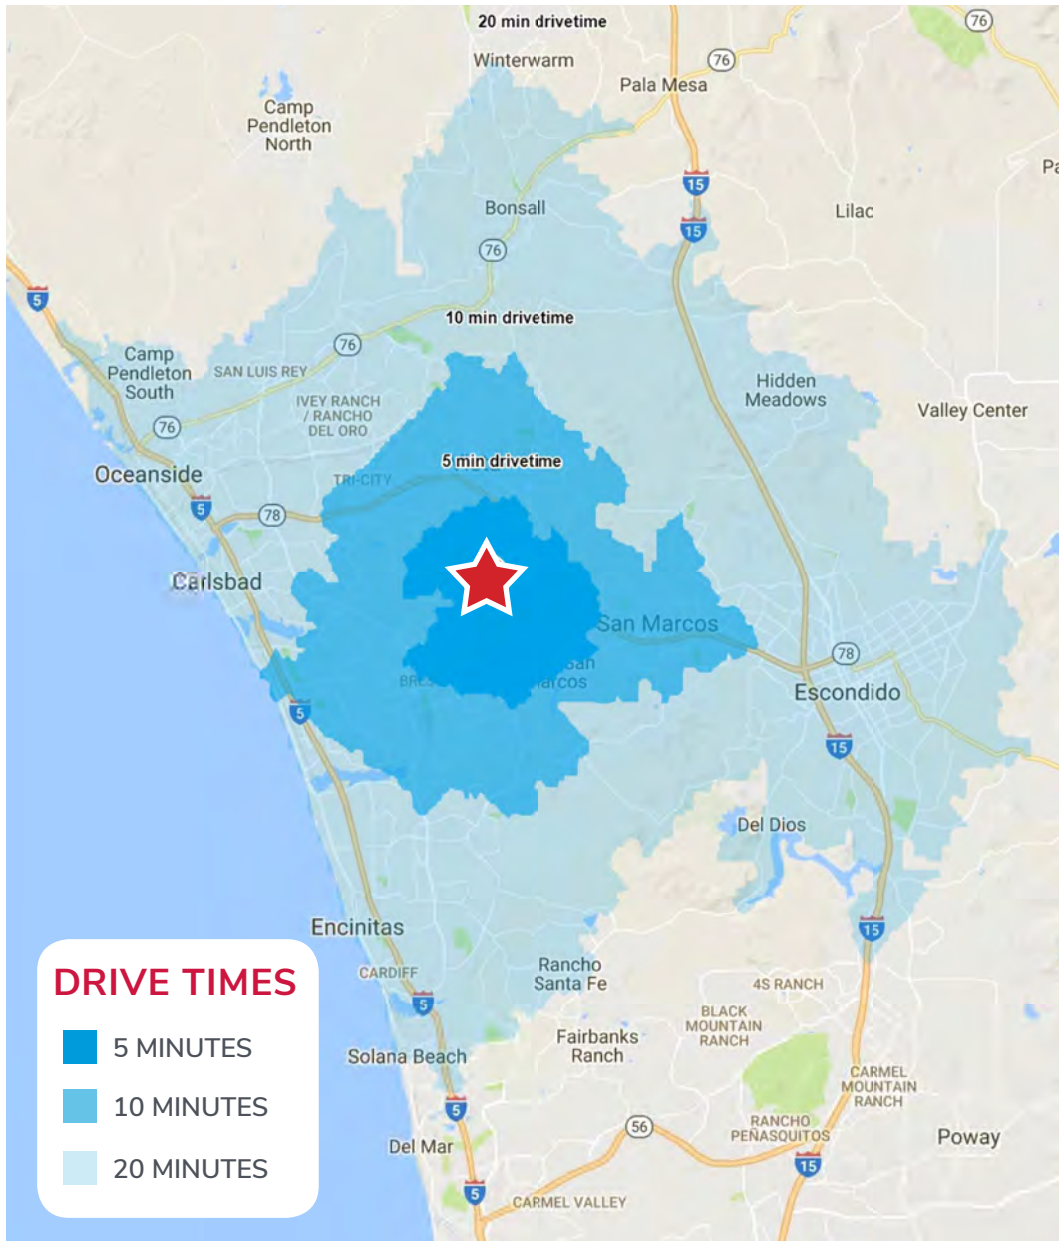 20 min drivetime
76
Winterwarm
76
Pala Mesa
Camp
Pendleton
North
15
Lilac
Bonsall
15
76
5
10 min drivetime
76
Camp
Pendleton
South
SAN LUIS REY
Hidden
Meadows
IVEY RANCH
/ RANCHO
DEL ORO
Valley Center
76
5 min drivetime
Oceanside
TRI-CITY
5
78
Carlsbad
San Marcos
78
Escondido
5
15
Del Dios
Encinitas
15
CARDIFF
Rancho
Santa Fe
4S RANCH
5
BLACK
MOUNTAIN
RANCH
Fairbanks
Ranch
Solana Beach
CARMEL
MOUNTAIN
RANCH
5
56
RANCHO
PEÑASQUITOS
Poway
Del Mar
15
5
CARMEL VALLEY
DRIVE TIMES
5 MINUTES
10 MINUTES
20 MINUTES